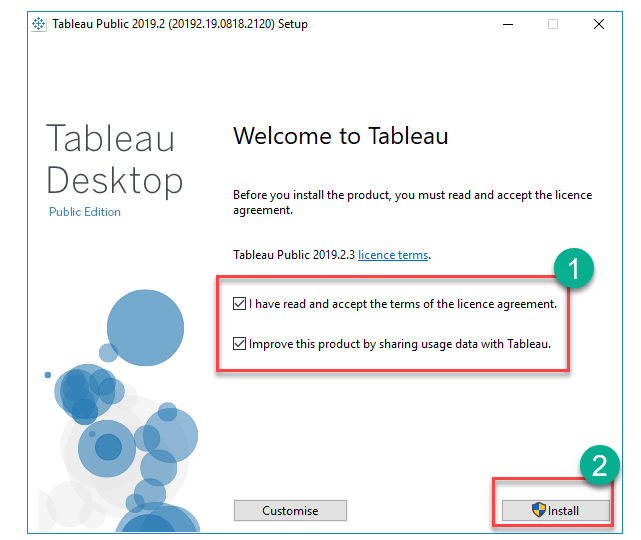 Tableau Public 2019.2 (20192.19.0818.2120) Setup
Tableau
Desktop
Public Edition
Welcome to Tableau
Before you install the product, you must read and accept the licence
agreement.
Tableau Public 2019.2.3 licence terms.
1
I have read and accept the terms of the licence agreement.
Improve this product by sharing usage data with Tableau.
2
Customise
Install